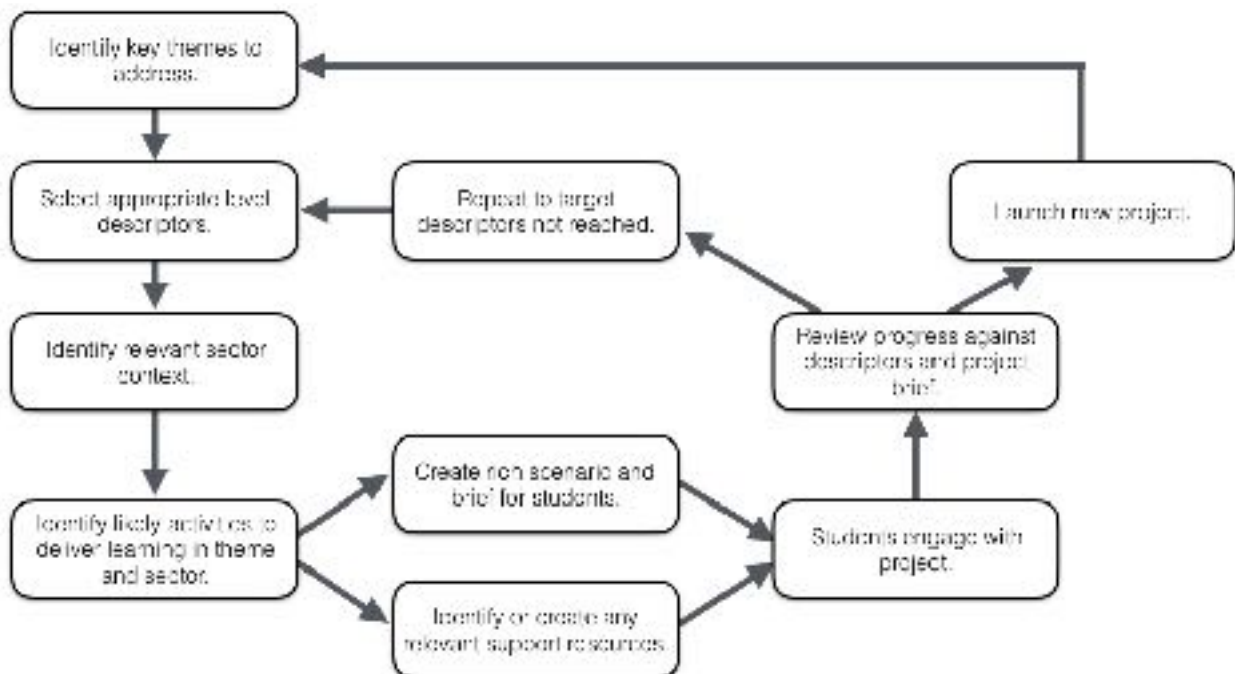 Identify key themes to
address.
Select appropriate level
descriptors.
Repeat to target
descriptors not reached.
Launch new project.
Identify relevant sector
context.
Review progress against
descriptors and project
brief.
Create rich scenario and
brief for students.
Identify likely activities to
deliver learning in theme
and sector.
Students engage with
project.
Identify or create any
relevant support resources.